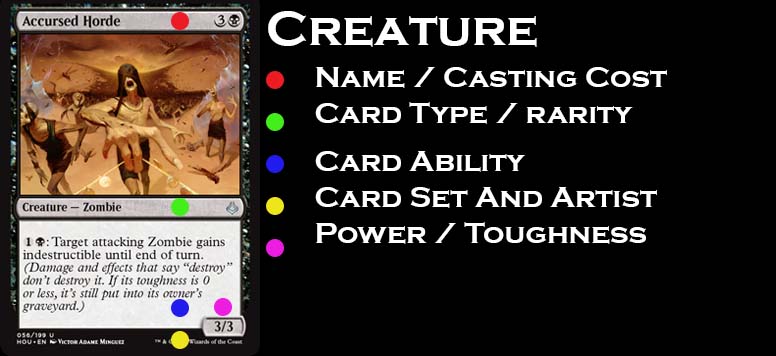 Accursed Horde 3
Creature — Zombie
1 : Target attacking Zombie gains
indestructible until end of turn.
(Damage and effects that say “destroy”
don’t destroy it. If its toughness is 0
or less, it’s still put into its owner’s
graveyard.)
3/3
056/199 U
HOU • EN Victor Adame Minguez
™ & Wizards of the Coast
Creature
Name / Casting Cost
Card Type / rarity
Card Ability
Card Set And Artist
Power / Toughness